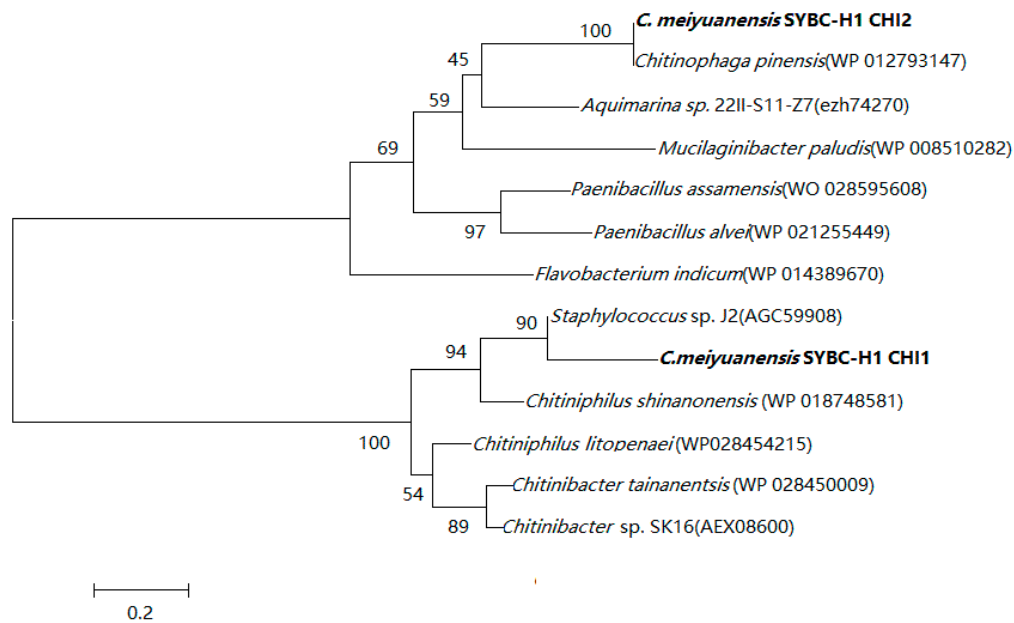 C. meiyuanensis SYBC-H1 CHI2
100
Chitinophaga pinensis(WP 012793147)
45
Aquimarina sp. 22II-S11-Z7(ezh74270)
59
Mucilaginibacter paludis(WP 008510282)
69
Paenibacillus assamensis(WO 028595608)
97
Paenibacillus alvei(WP 021255449)
Flavobacterium indicum(WP 014389670)
Staphylococcus sp. J2(AGC59908)
90
94
C.meiyuanensis SYBC-H1 CHI1
Chitiniphilus shinanonensis (WP 018748581)
100
Chitiniphilus litopenaei(WP028454215)
Chitinibacter tainanentsis (WP 028450009)
54
89
Chitinibacter sp. SK16(AEX08600)
0.2